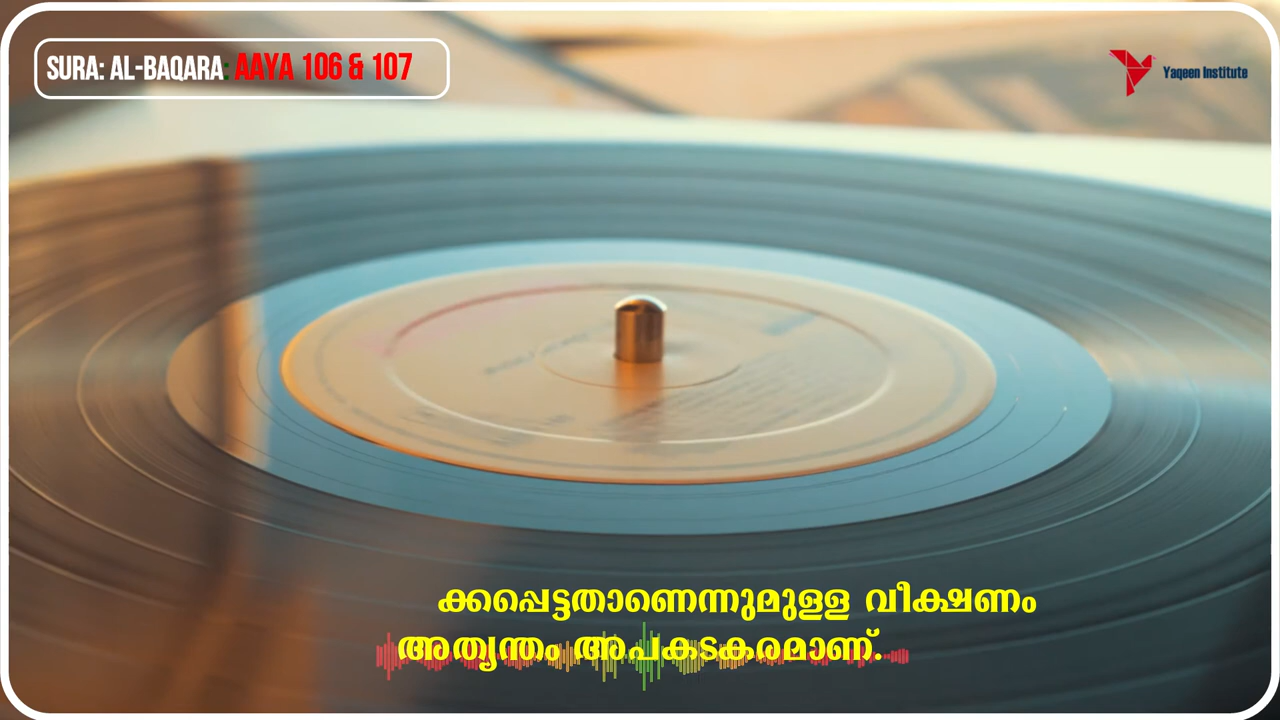 SURA: AL-BAQARA: AAYA 106 & 107
Yaqeen Institute
ക്കപ്പെട്ടതാണെന്നുമുള്ള വീക്ഷണം
അത്യന്തം അപകടകരമാണ്.